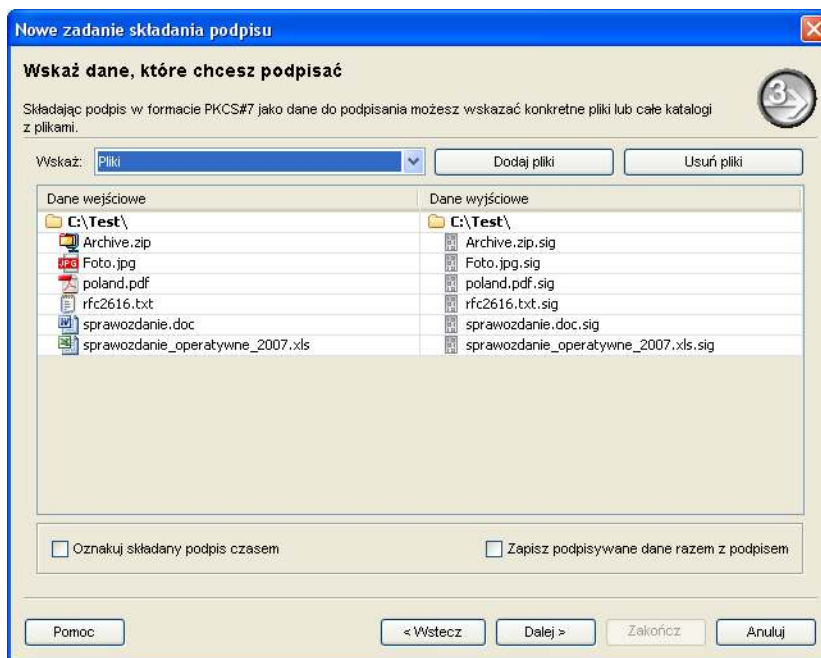 Nowe zadanie składania podpisu
Wskaż dane, które chcesz podpisać
Składając podpis w formacie PKCS#7 jako dane do podpisania możesz wskazać konkretne pliki lub całe katalogi
z plikami.
3
Wskaż: Pliki Dodaj pliki Usuń pliki
Dane wejściowe Dane wyjściowe
C:\Test\ C:\Test\
Archive.zip Archive.zip.sig
JPG Foto.jpg Foto.jpg.sig
poland.pdf poland.pdf.sig
rfc2616.txt rfc2616.txt.sig
sprawozdanie.doc sprawozdanie.doc.sig
sprawozdanie_operatywne_2007.xls sprawozdanie_operatywne_2007.xls.sig
Oznakuj składany podpis czasem Zapisz podpisywane dane razem z podpisem
Pomoc < Wstecz Dalej > Zakończ Anuluj